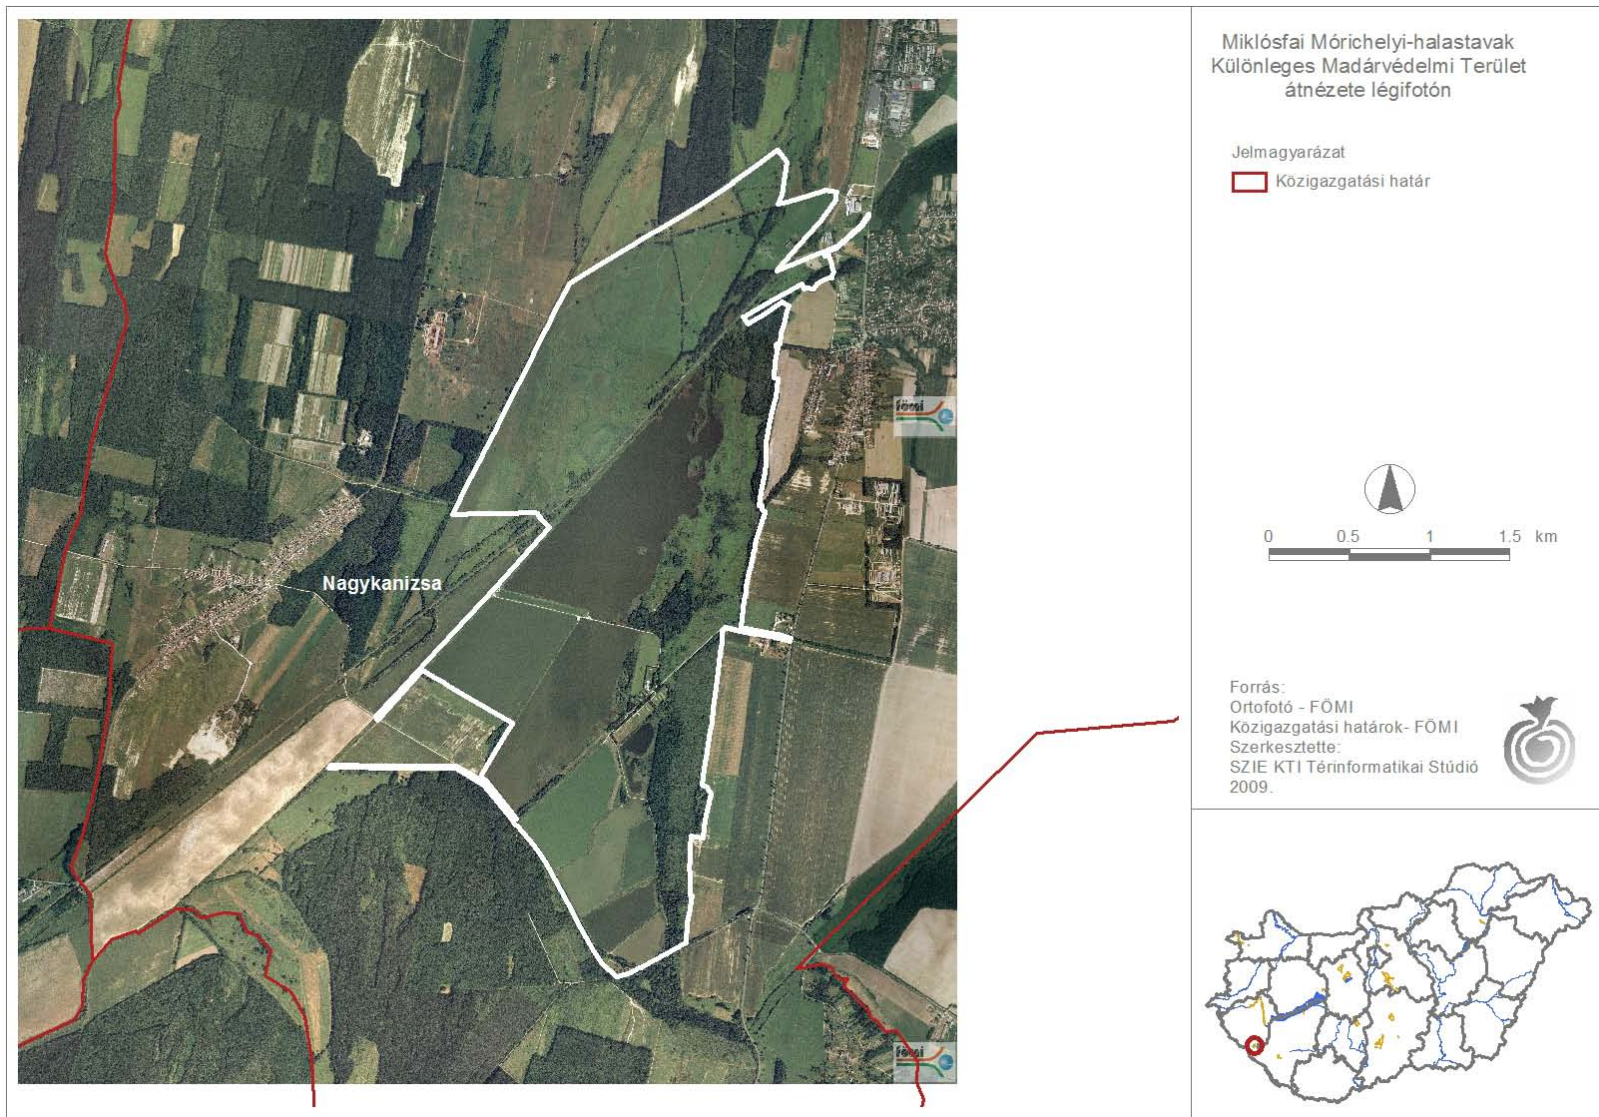 Miklósfai Mórichelyi-halastavak
Különleges Madárvédelmi Terület
átnézete légifotón
Jelmagyarázat
Közigazgatási határ
fömi
0 0.5 1 1.5 km
Nagykanizsa
Forrás:
Ortofotó - FÖMI
Közigazgatási határok- FÖMI
Szerkesztette:
SZIE KTI Térinformatikai Stúdió
2009.
fömi